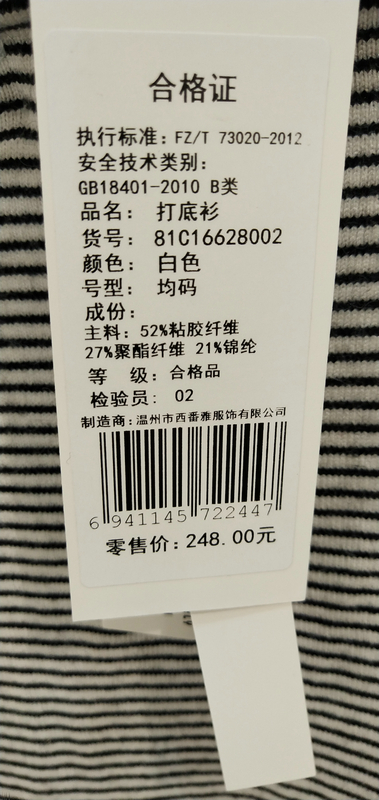 合格证
执行标准: FZ/T 73020-2012
安全技术类别:
GB18401-2010 B类
品名: 打底衫
货号: 81C16628002
颜色: 白色
号型: 均码
成份:
主料: 52%粘胶纤维
27%聚酯纤维 21%锦纶
等 级: 合格品
检验员: 02
制造商: 温州市西番雅服饰有限公司
6 941145 722447
零售价: 248.00元